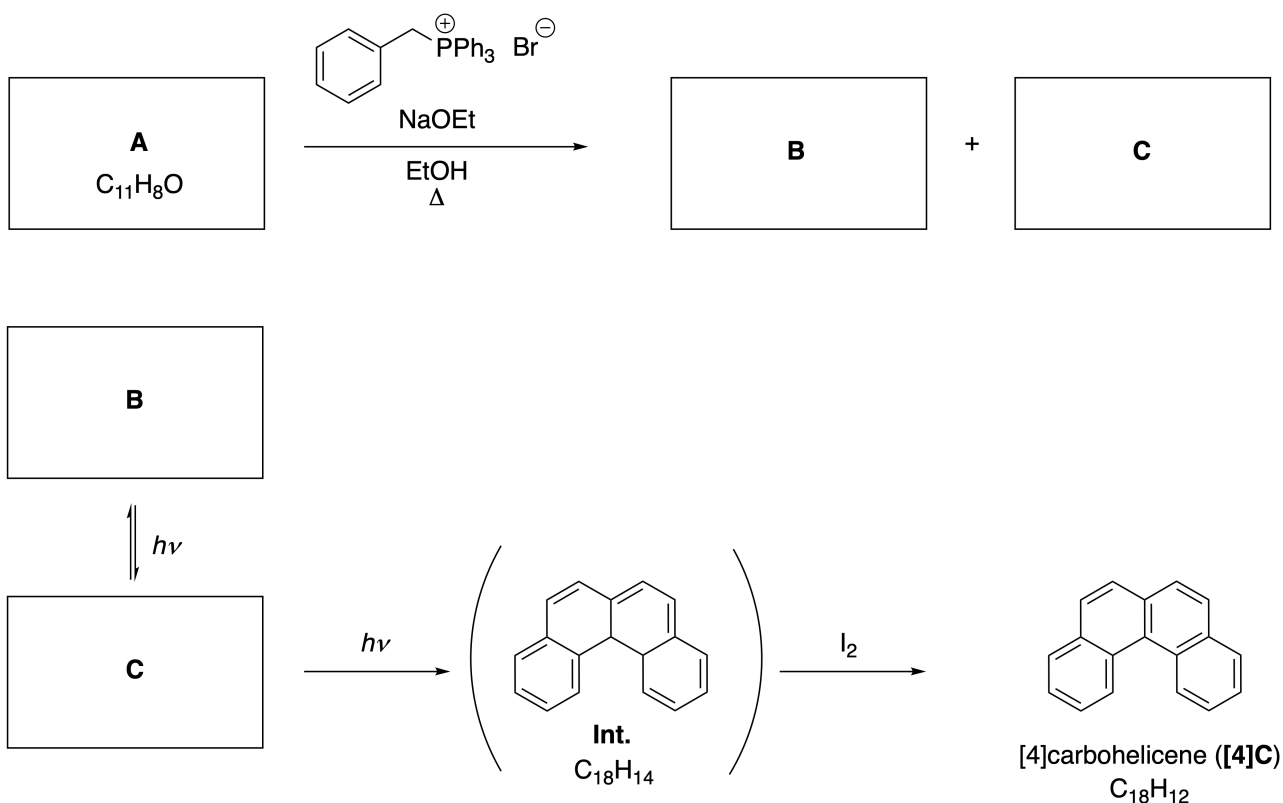 ⊕
PPh₃ Br⊖
NaOEt
EtOH
Δ
A
C₁₁H₈O
B
+
C
B
hν
C
hν
Int.
C₁₈H₁₄
I₂
[4]carbohelicene ([4]C)
C₁₈H₁₂